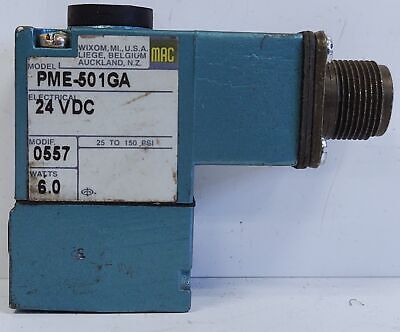 WIXOM, MI., U.S.A.
LIEGE, BELGIUM
AUCKLAND, N.Z.
MAC
MODEL
PME-501GA
ELECTRICAL
24 VDC
MODIF.
0557
25 TO 150 PSI
WATTS
6.0